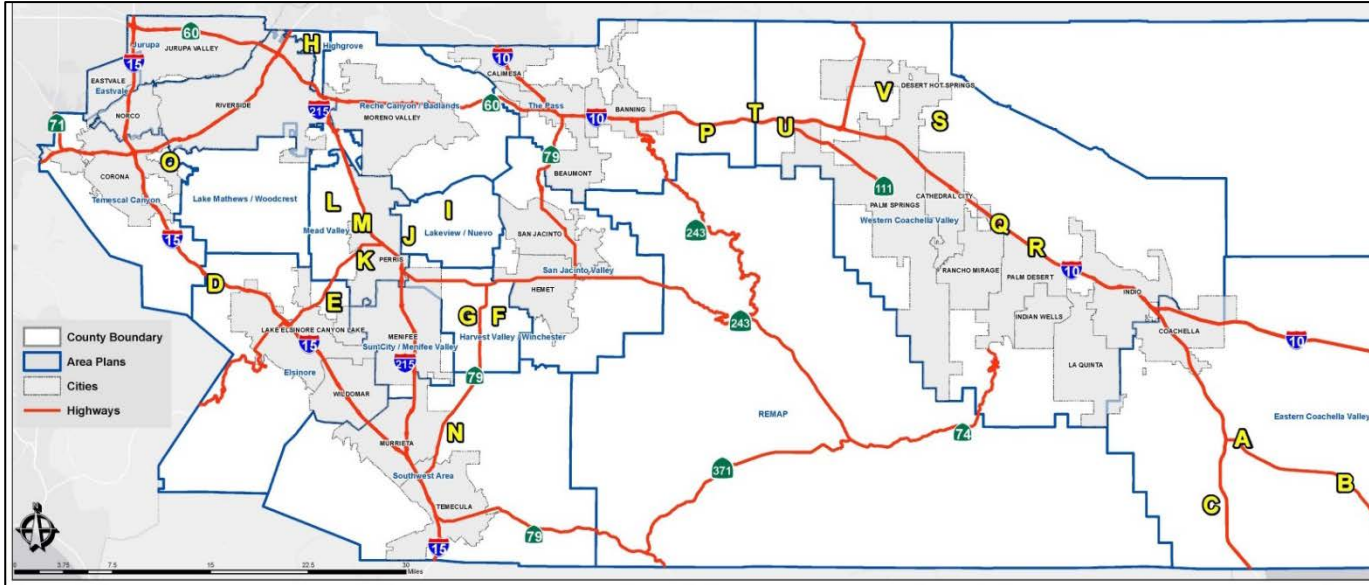 60
H
Highgrove
Jurupa
JURUPA VALLEY
10
15
CALIMESA
V
DESERT HOT SPRINGS
EASTVALE
Eastvale
RIVERSIDE
215
Reche Canyon / Badlands
60
The Pass
BANNING
S
NORCO
MORENO VALLEY
10
P
T
U
71
O
79
CORONA
BEAUMONT
Temescal Canyon
Lake Mathews / Woodcrest
L
I
111
CATHEDRAL CITY
PALM SPRINGS
Mead Valley
M
Lakeview / Nuevo
SAN JACINTO
Western Coachella Valley
15
J
243
Q
K
PERRIS
R
San Jacinto Valley
RANCHO MIRAGE
PALM DESERT
10
D
HEMET
INDIO
E
G
F
243
INDIAN WELLS
LAKE ELSINORE
CANYON LAKE
MENIFEE
COACHELLA
County Boundary
15
Sun City / Menifee Valley
Harvest Valley / Winchester
10
Area Plans
215
LA QUINTA
Cities
Elsinore
79
Highways
WILDOMAR
REMAP
Eastern Coachella Valley
N
74
A
MURRIETA
371
Southwest Area
B
TEMECULA
C
79
15
0 3.75 7.5 15 22.5 30
Miles